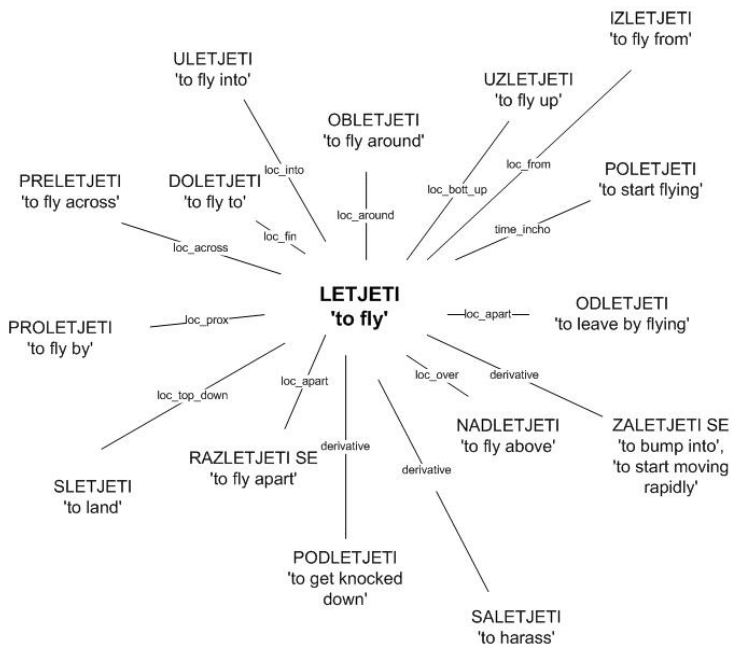 IZLETJETI
'to fly from'
ULETJETI
'to fly into'
UZLETJETI
'to fly up'
OBLETJETI
'to fly around'
loc_into
loc_from
PRELETJETI
'to fly across'
DOLETJETI
'to fly to'
loc_bott_up
POLETJETI
'to start flying'
loc_around
loc_fin
time_incho
loc_across
LETJETI
'to fly'
PROLETJETI
'to fly by'
loc_prox
loc_apart
ODLETJETI
'to leave by flying'
loc_top_down
loc_apart
loc_over
derivative
SLETJETI
'to land'
RAZLETJETI SE
'to fly apart'
derivative
derivative
NADLETJETI
'to fly above'
ZALETJETI SE
'to bump into',
'to start moving
rapidly'
PODLETJETI
'to get knocked
down'
SALETJETI
'to harass'